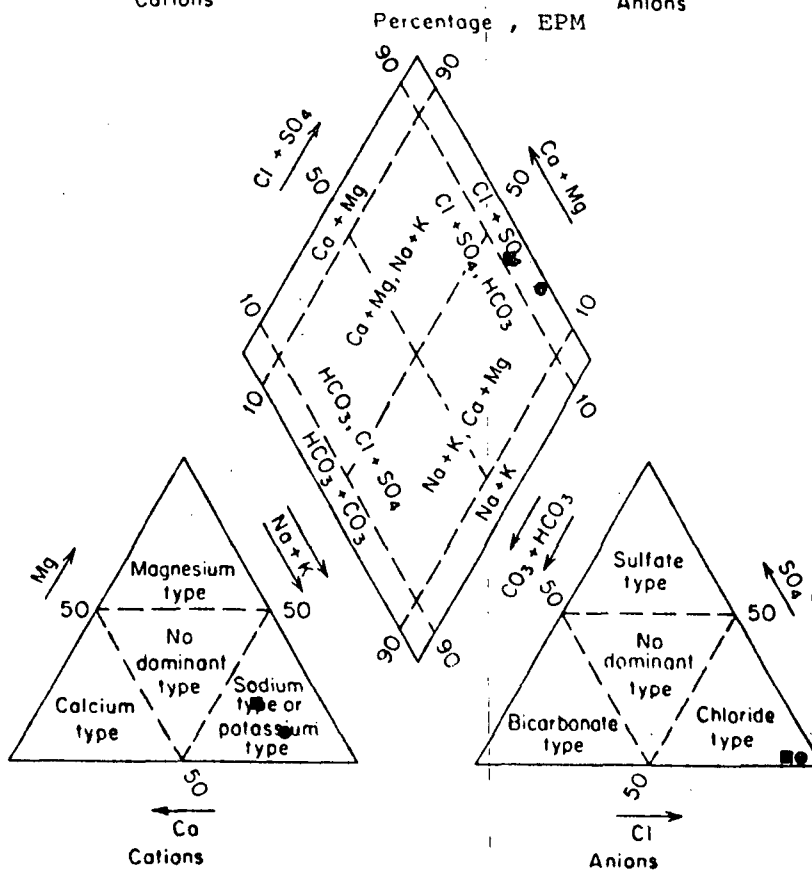 Cations
Anions
Percentage , EPM
90
90
Cl + SO4
50
50
Ca + Mg
Ca + Mg
Cl + SO4
Ca + Mg, Na + K
Cl + SO4, HCO3
10
10
10
10
HCO3, Cl + SO4
HCO3 + CO3
Na + K, Ca + Mg
Na + K
90
90
Mg
Na + K
50
50
Magnesium
type
No
dominant
type
Calcium
type
Sodium
type or
potassium
type
50
Ca
Cations
CO3 + HCO3
SO4
50
50
Sulfate
type
No
dominant
type
Bicarbonate
type
Chloride
type
50
Cl
Anions